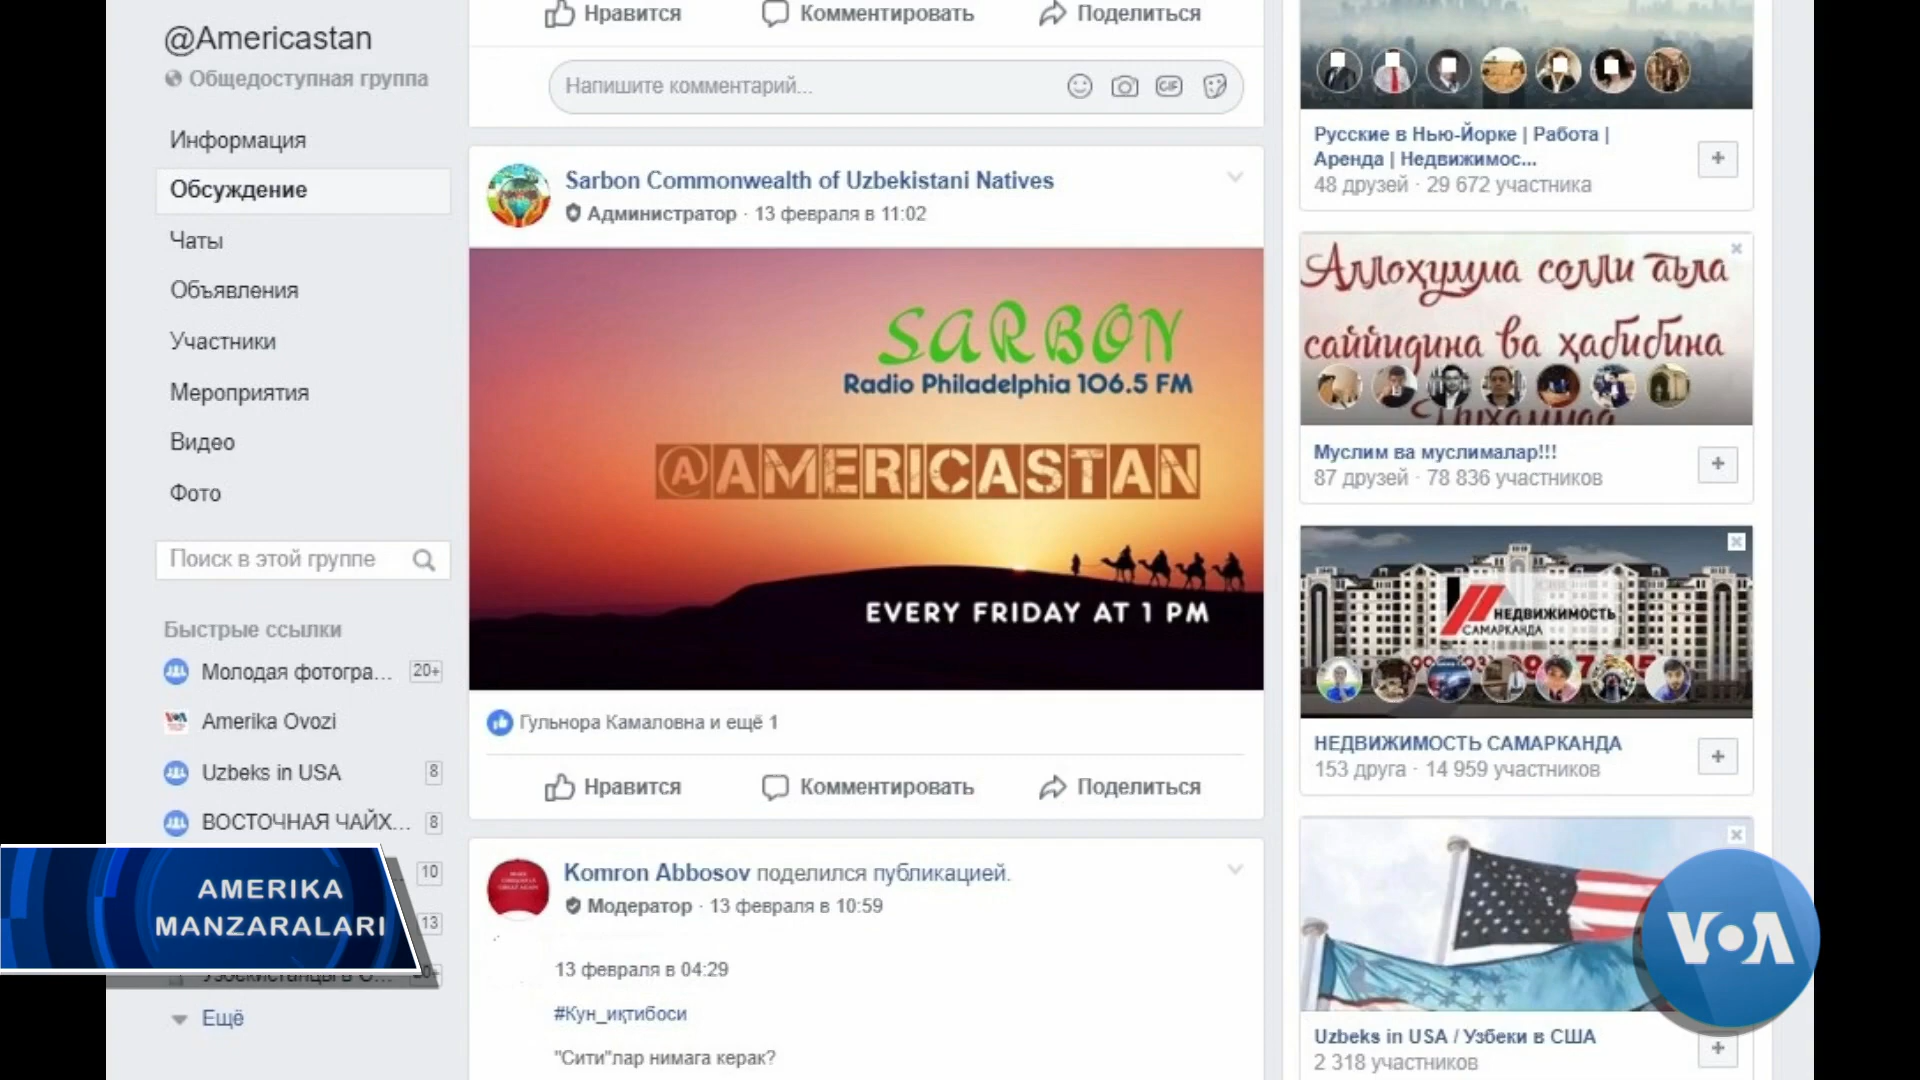 @Americastan
Общедоступная группа
Информация
Обсуждение
Чаты
Объявления
Участники
Мероприятия
Видео
Фото
Поиск в этой группе
Быстрые ссылки
Молодая фотогра... 20+
Amerika Ovozi
Uzbeks in USA 8
ВОСТОЧНАЯ ЧАЙХ... 8
10
13
Ещё
AMERIKA
MANZARALARI
Нравится Комментировать Поделиться
Напишите комментарий...
GIF
Sarbon Commonwealth of Uzbekistani Natives
Администратор · 13 февраля в 11:02
SARBON
Radio Philadelphia 106.5 FM
@AMERICASTAN
EVERY FRIDAY AT 1 PM
Гульнора Камаловна и ещё 1
Нравится Комментировать Поделиться
Komron Abbosov поделился публикацией.
Модератор · 13 февраля в 10:59
13 февраля в 04:29
#Кун_иқтибоси
"Сити"лар нимага керак?
Русские в Нью-Йорке | Работа |
Аренда | Недвижимос...
48 друзей · 29 672 участника
Аллоҳумма солли аъла
саййидина ва ҳабибина
Муслим ва муслималар!!!
87 друзей · 78 836 участников
НЕДВИЖИМОСТЬ
САМАРКАНДА
НЕДВИЖИМОСТЬ САМАРКАНДА
153 друга · 14 959 участников
Uzbeks in USA / Узбеки в США
2 318 участников
VOA